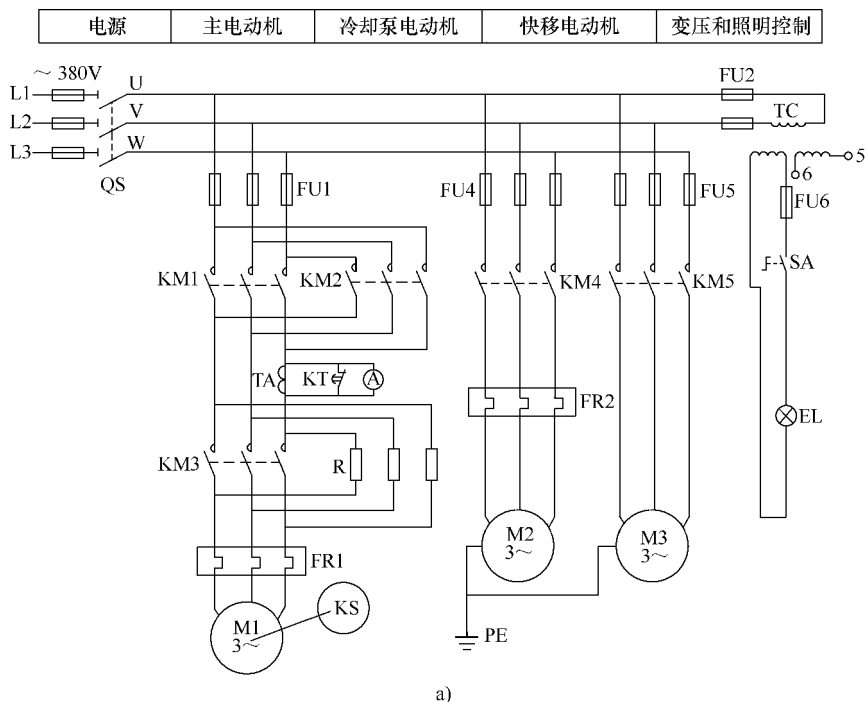 电源 主电动机 冷却泵电动机 快移电动机 变压和照明控制
～ 380V
L1 U FU2
L2 V TC
L3 W 5
QS 6
FU1 FU4 FU5 FU6
SA
KM1 KM2 KM4 KM5
TA KT A
FR2
EL
KM3 R
M2 3～ M3 3～
FR1
KS
M1 3～
PE
a)